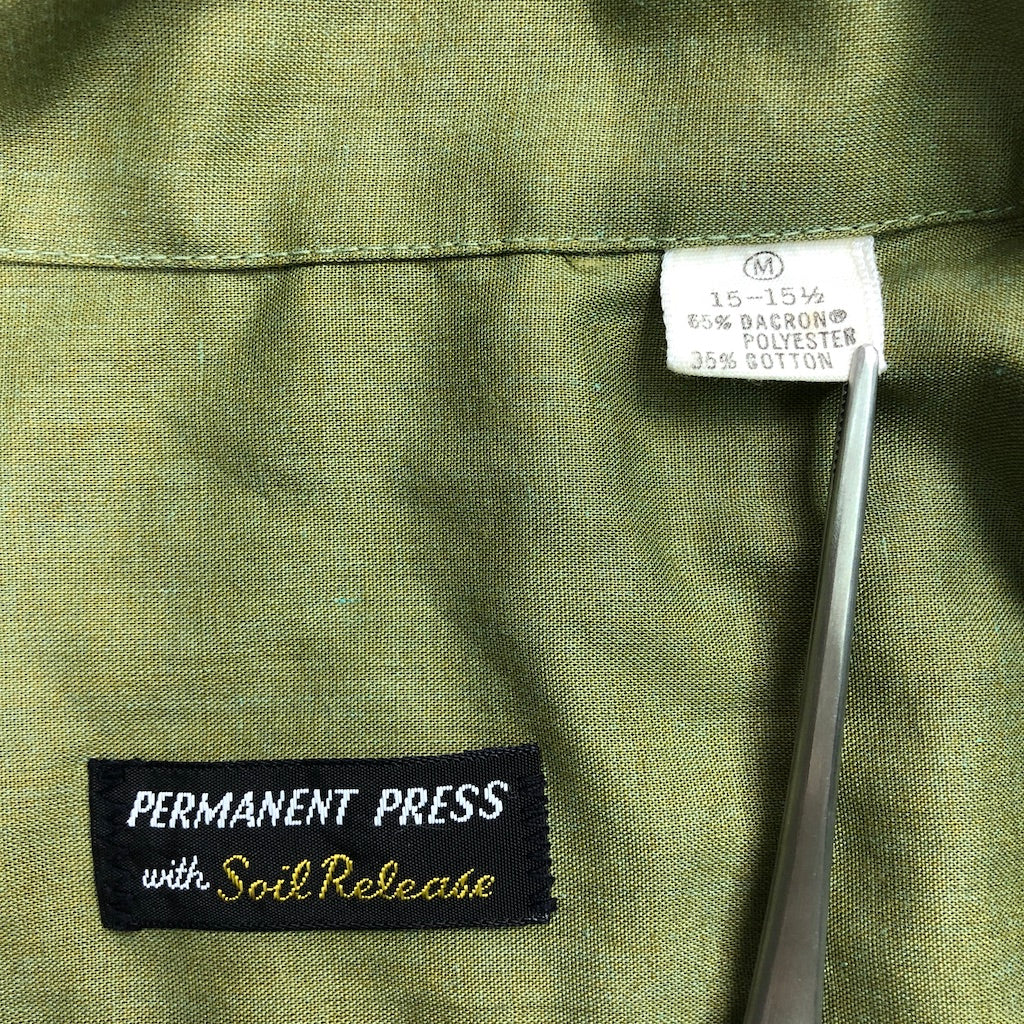 M
15-15½
65% DACRON®
POLYESTER
35% COTTON
PERMANENT PRESS
with Soil Release